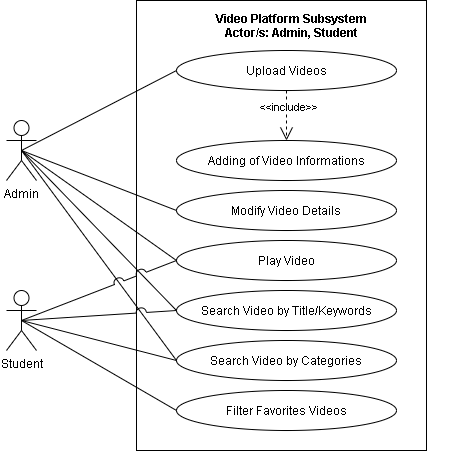 Video Platform Subsystem
Actor/s: Admin, Student
Upload Videos
<<include>>
Adding of Video Informations
Admin
Modify Video Details
Play Video
Search Video by Title/Keywords
Student
Search Video by Categories
Filter Favorites Videos